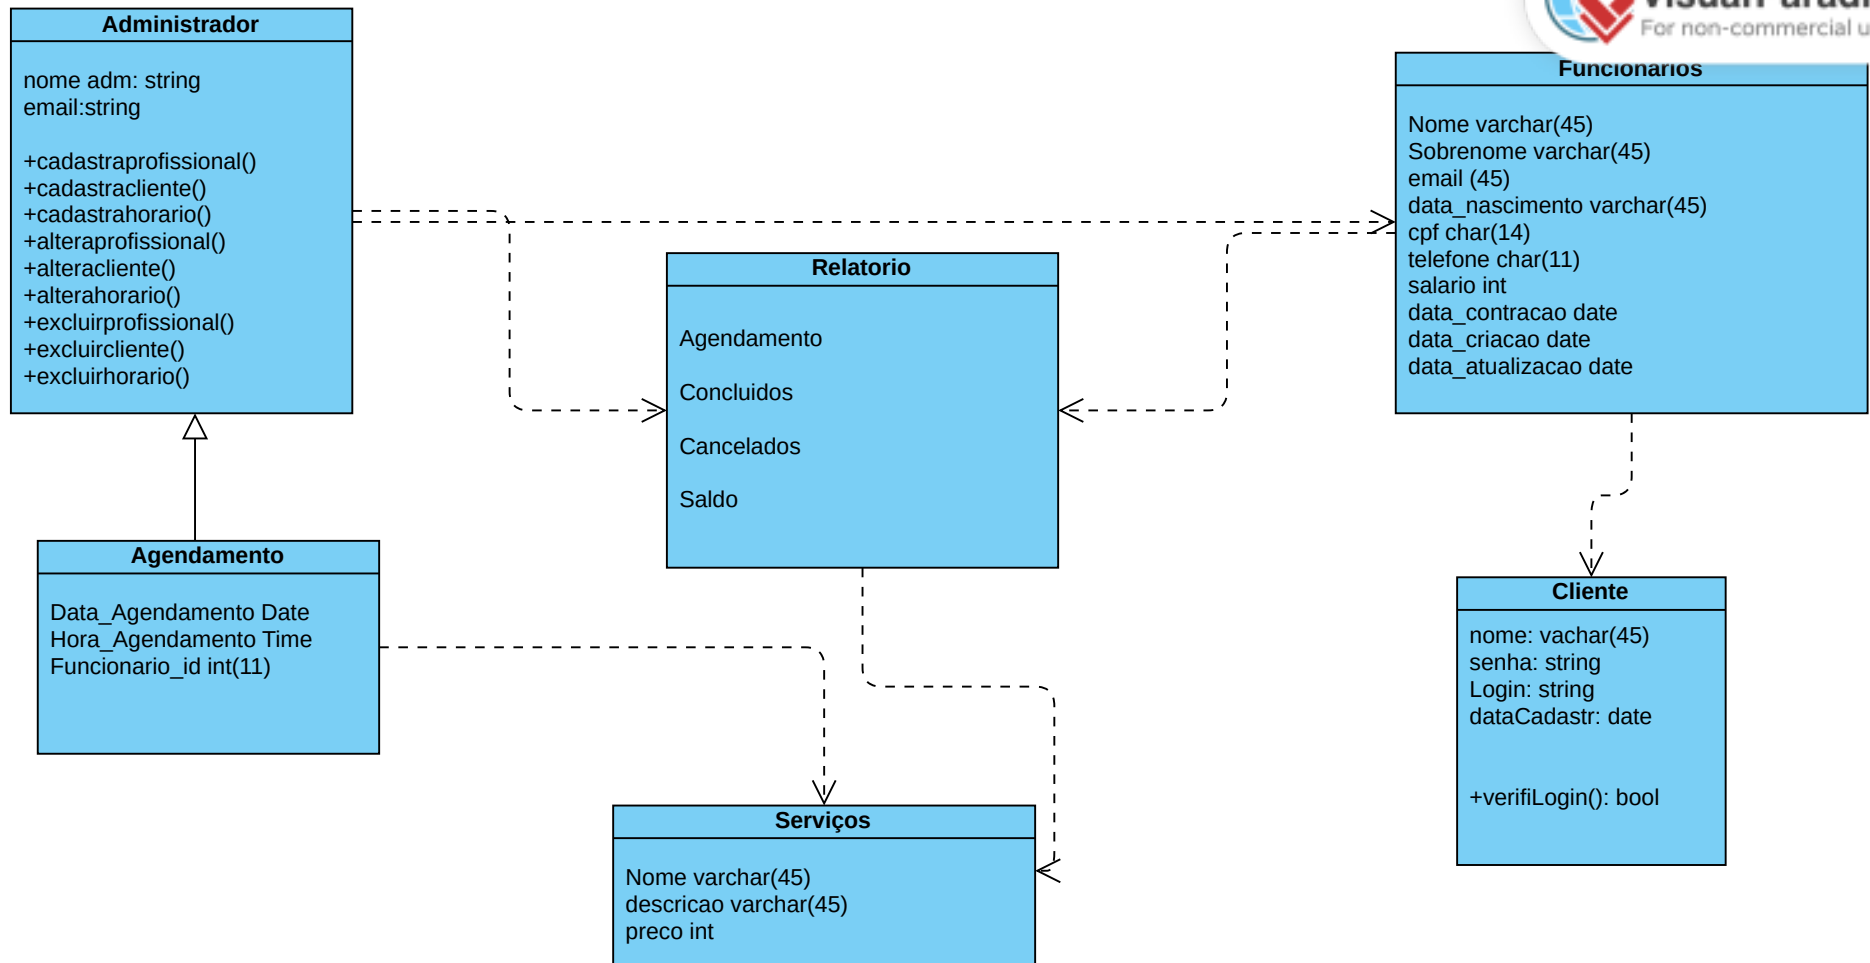 Administrador
nome adm: string
email:string
+cadastraprofissional()
+cadastracliente()
+cadastrahorario()
+alteraprofissional()
+alteracliente()
+alterahorario()
+excluirprofissional()
+excluircliente()
+excluirhorario()
For non-commercial u
Funcionarios
Nome varchar(45)
Sobrenome varchar(45)
email (45)
data_nascimento varchar(45)
cpf char(14)
telefone char(11)
salario int
data_contracao date
data_criacao date
data_atualizacao date
Relatorio
Agendamento
Concluidos
Cancelados
Saldo
Agendamento
Data_Agendamento Date
Hora_Agendamento Time
Funcionario_id int(11)
Cliente
nome: vachar(45)
senha: string
Login: string
dataCadastr: date
+verifiLogin(): bool
Serviços
Nome varchar(45)
descricao varchar(45)
preco int